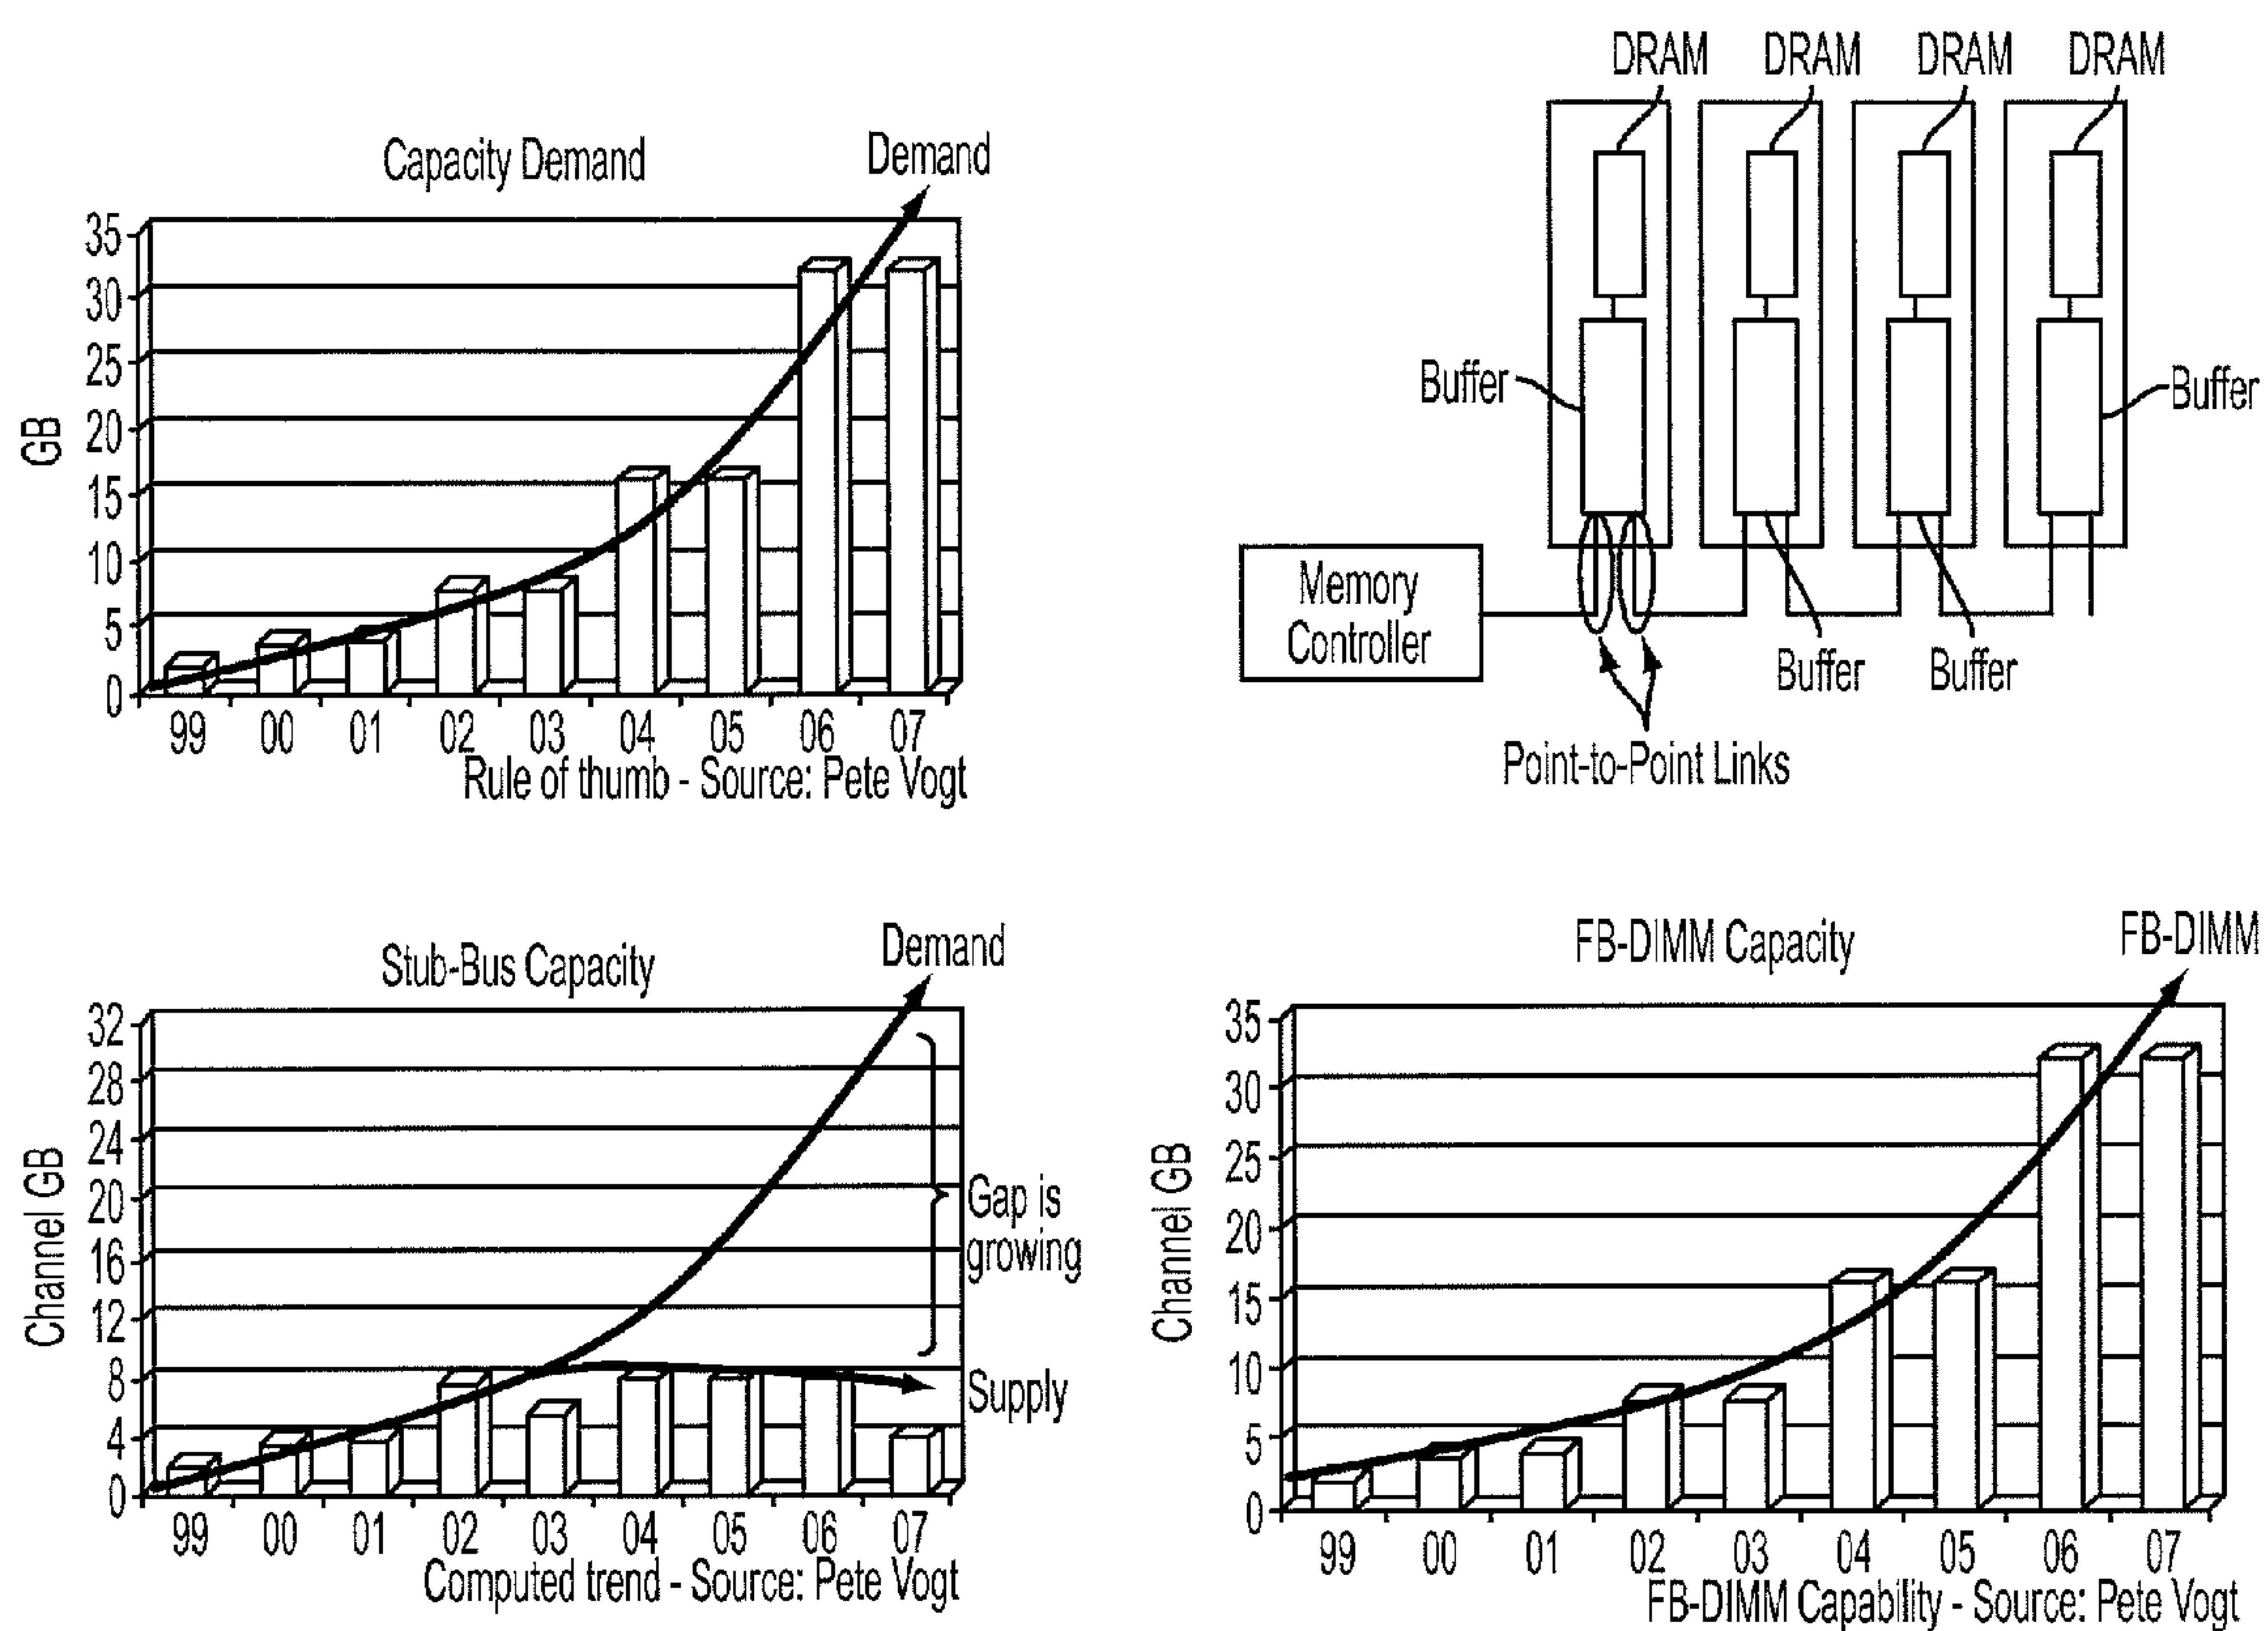 Capacity Demand
Demand
GB
35
30
25
20
15
10
5
0
99 00 01 02 03 04 05 06 07
Rule of thumb - Source: Pete Vogt
DRAM DRAM DRAM DRAM
Buffer
Buffer
Memory
Controller
Buffer Buffer
Point-to-Point Links
Stub-Bus Capacity
Demand
Channel GB
32
28
24
20
16
12
8
4
0
Gap is
growing
Supply
99 00 01 02 03 04 05 06 07
Computed trend - Source: Pete Vogt
FB-DIMM Capacity
FB-DIMM
Channel GB
35
30
25
20
15
10
5
0
99 00 01 02 03 04 05 06 07
FB-DIMM Capability - Source: Pete Vogt